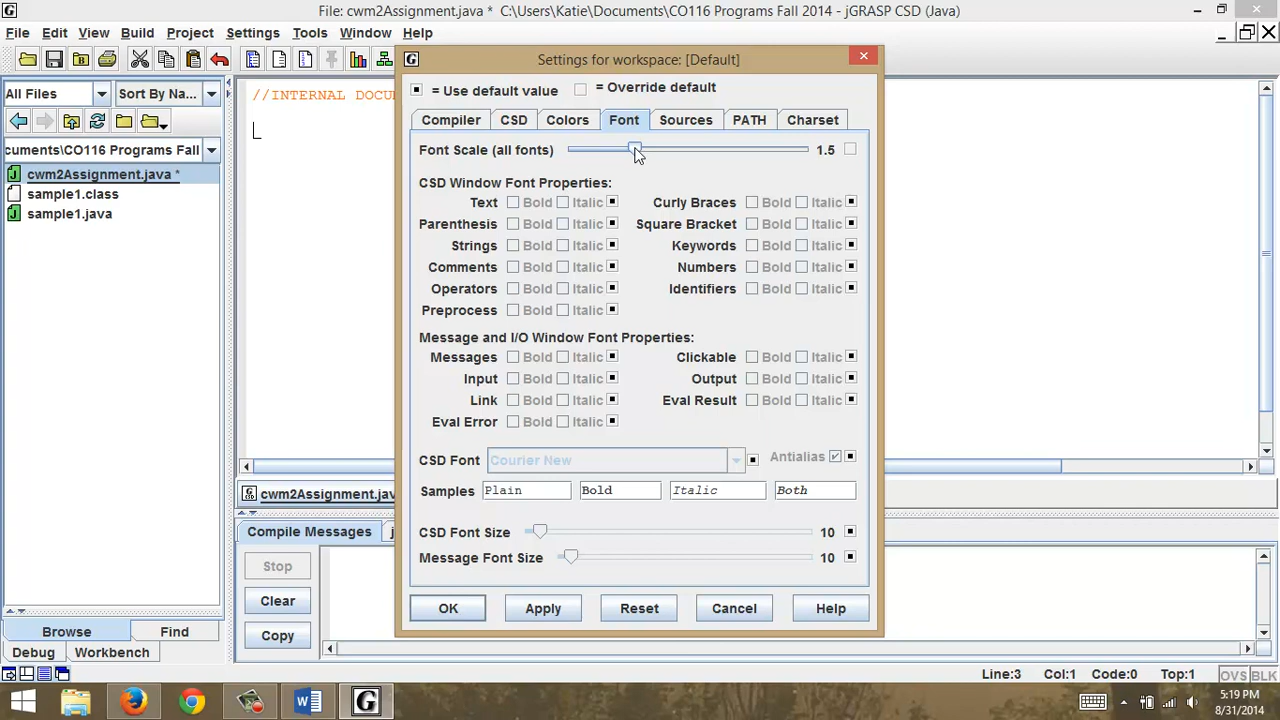 File: cwm2Assignment.java * C:\Users\Katie\Documents\CO116 Programs Fall 2014 - jGRASP CSD (Java)
File Edit View Build Project Settings Tools Window Help
Settings for workspace: [Default]
= Use default value = Override default
All Files Sort By Na...
//INTERNAL DOCU
Compiler CSD Colors Font Sources PATH Charset
cuments\CO116 Programs Fall
Font Scale (all fonts) 1.5
cwm2Assignment.java *
sample1.class
sample1.java
CSD Window Font Properties:
Text Bold Italic Curly Braces Bold Italic
Parenthesis Bold Italic Square Bracket Bold Italic
Strings Bold Italic Keywords Bold Italic
Comments Bold Italic Numbers Bold Italic
Operators Bold Italic Identifiers Bold Italic
Preprocess Bold Italic
Message and I/O Window Font Properties:
Messages Bold Italic Clickable Bold Italic
Input Bold Italic Output Bold Italic
Link Bold Italic Eval Result Bold Italic
Eval Error Bold Italic
CSD Font Courier New Antialias
Samples Plain Bold Italic Both
cwm2Assignment.jav
CSD Font Size 10
Message Font Size 10
OK Apply Reset Cancel Help
Compile Messages j
Stop
Clear
Copy
Browse Find
Debug Workbench
Line:3 Col:1 Code:0 Top:1 OVS BLK
5:19 PM
8/31/2014